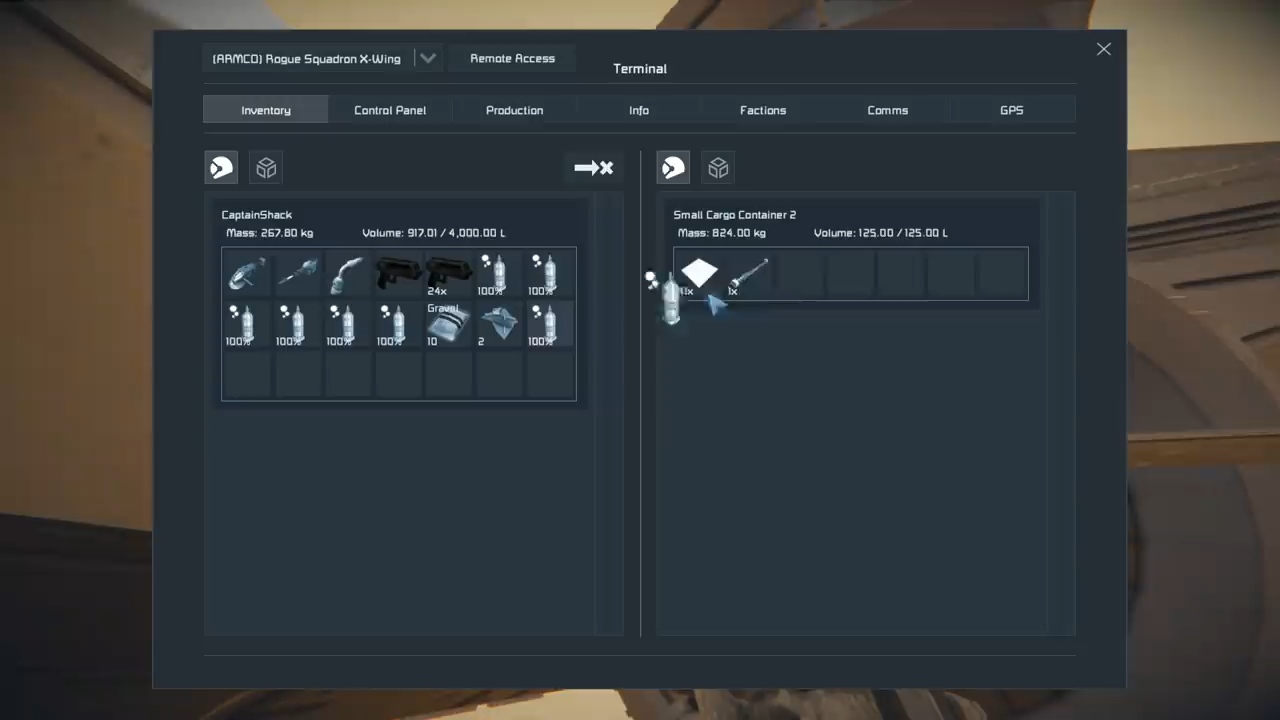 [ARMCO] Rogue Squadron X-Wing
Remote Access
Terminal
Inventory
Control Panel
Production
Info
Factions
Comms
GPS
CaptainShack
Mass: 267.80 kg
Volume: 917.01 / 4,000.00 L
24x
100%
100%
100%
100%
100%
100%
Gravel
10
2
100%
Small Cargo Container 2
Mass: 824.00 kg
Volume: 125.00 / 125.00 L
1x